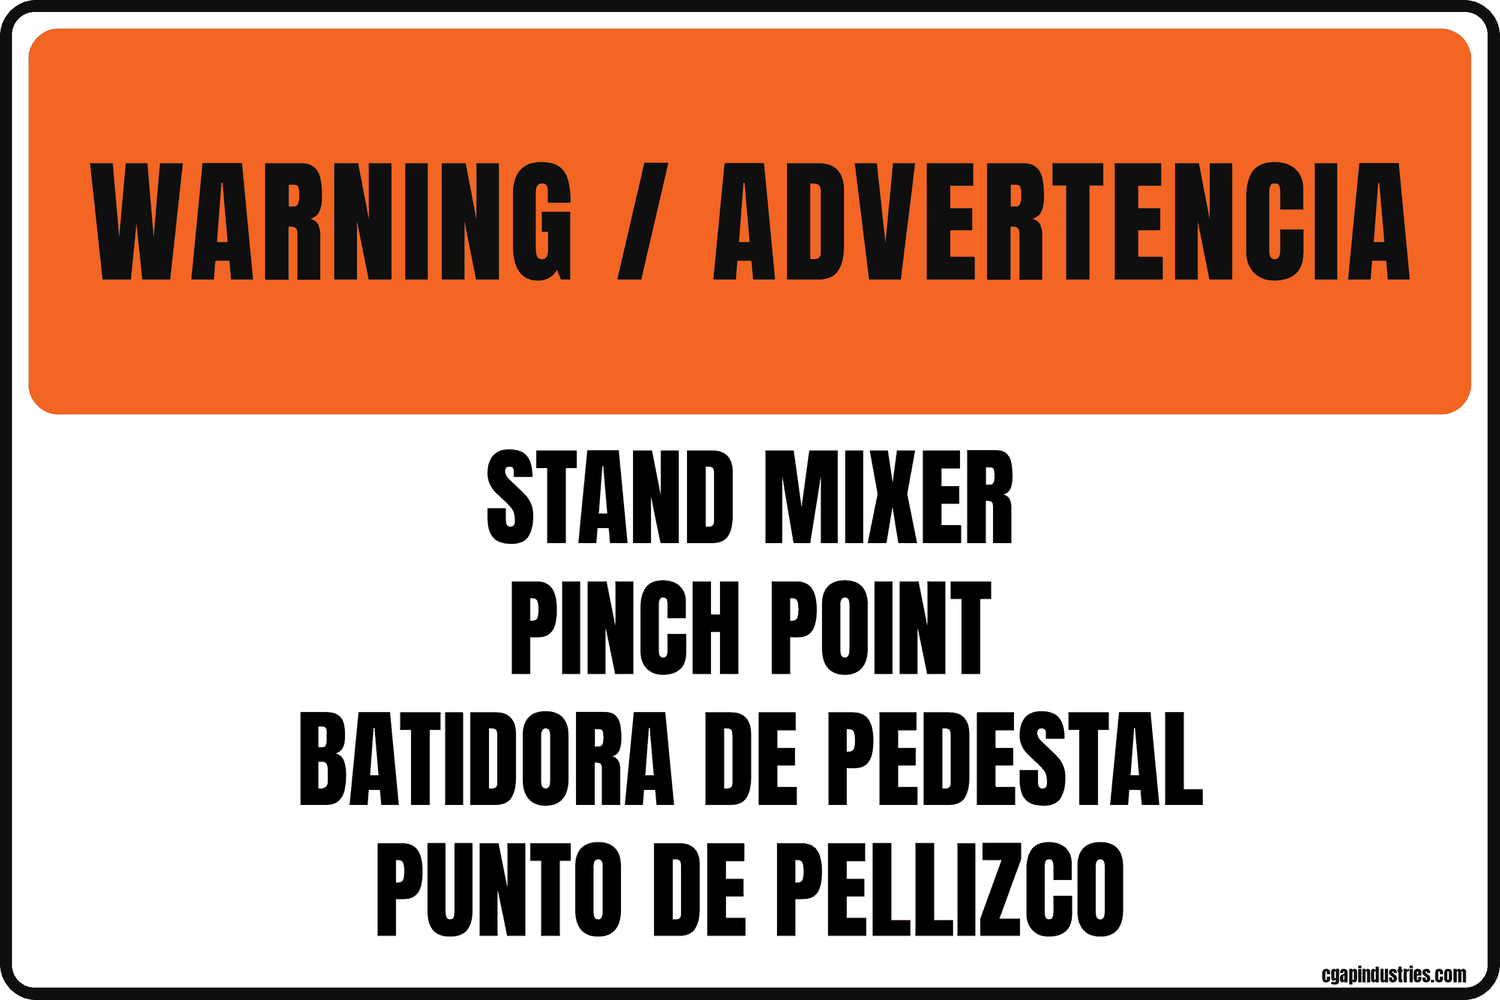 WARNING / ADVERTENCIA
STAND MIXER
PINCH POINT
BATIDORA DE PEDESTAL
PUNTO DE PELLIZCO
cgapindustries.com